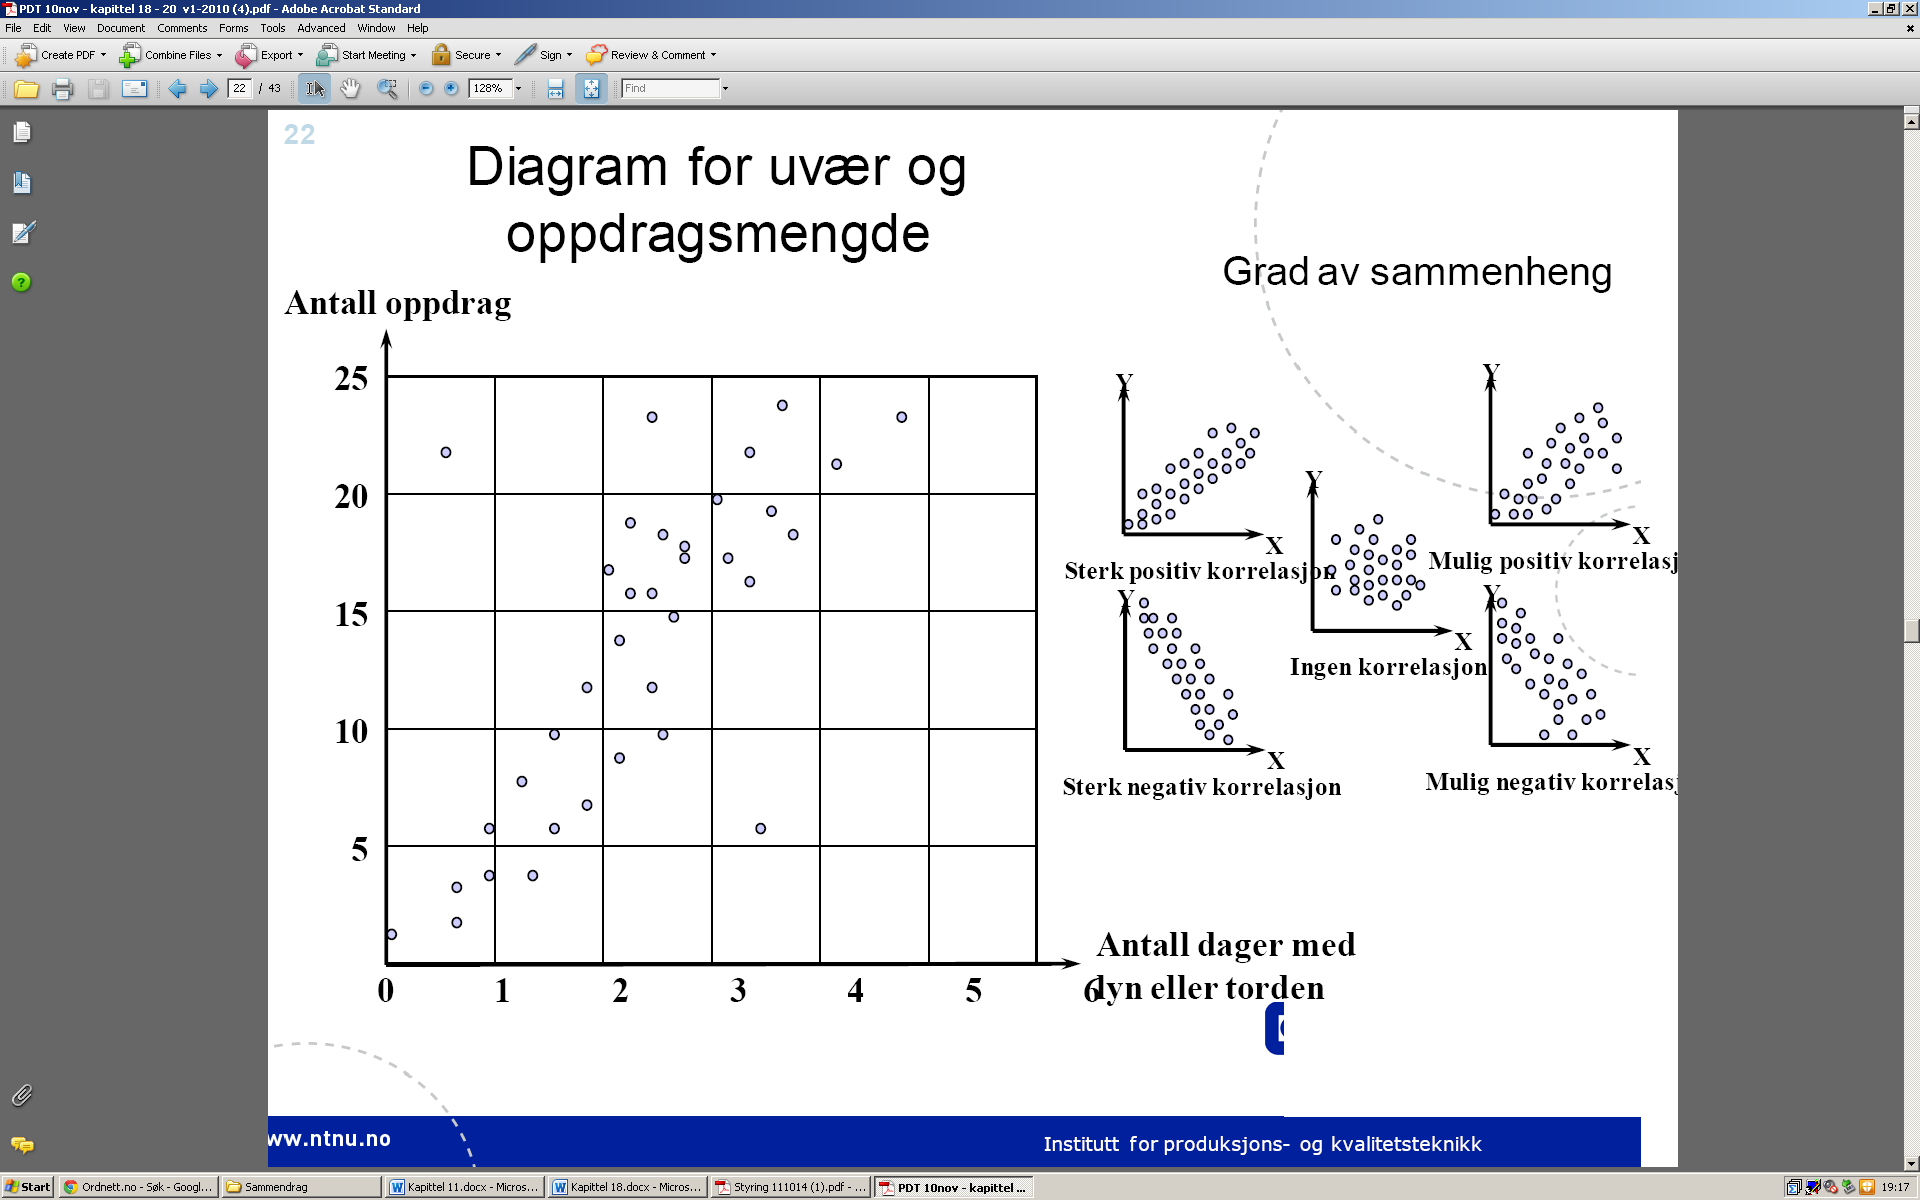 PDT 10nov - kapittel 18 - 20 v1-2010 (4).pdf - Adobe Acrobat Standard
File Edit View Document Comments Forms Tools Advanced Window Help
Create PDF Combine Files Export Start Meeting Secure Sign Review & Comment
22 / 43 128% Find
22
Diagram for uvær og
oppdragsmengde
Grad av sammenheng
Antall oppdrag
25
20
15
10
5
0 1 2 3 4 5 6
Antall dager med
lyn eller torden
Y
X
Sterk positiv korrelasjon
Y
X
Mulig positiv korrelasj
Y
X
Ingen korrelasjon
Y
X
Sterk negativ korrelasjon
Y
X
Mulig negativ korrelasj
ww.ntnu.no
Institutt for produksjons- og kvalitetsteknikk
Start Ordnett.no - Søk - Googl... Sammendrag Kapittel 11.docx - Micros... Kapittel 18.docx - Micros... Styring 111014 (1).pdf - ... PDT 10nov - kapittel ... 19:17